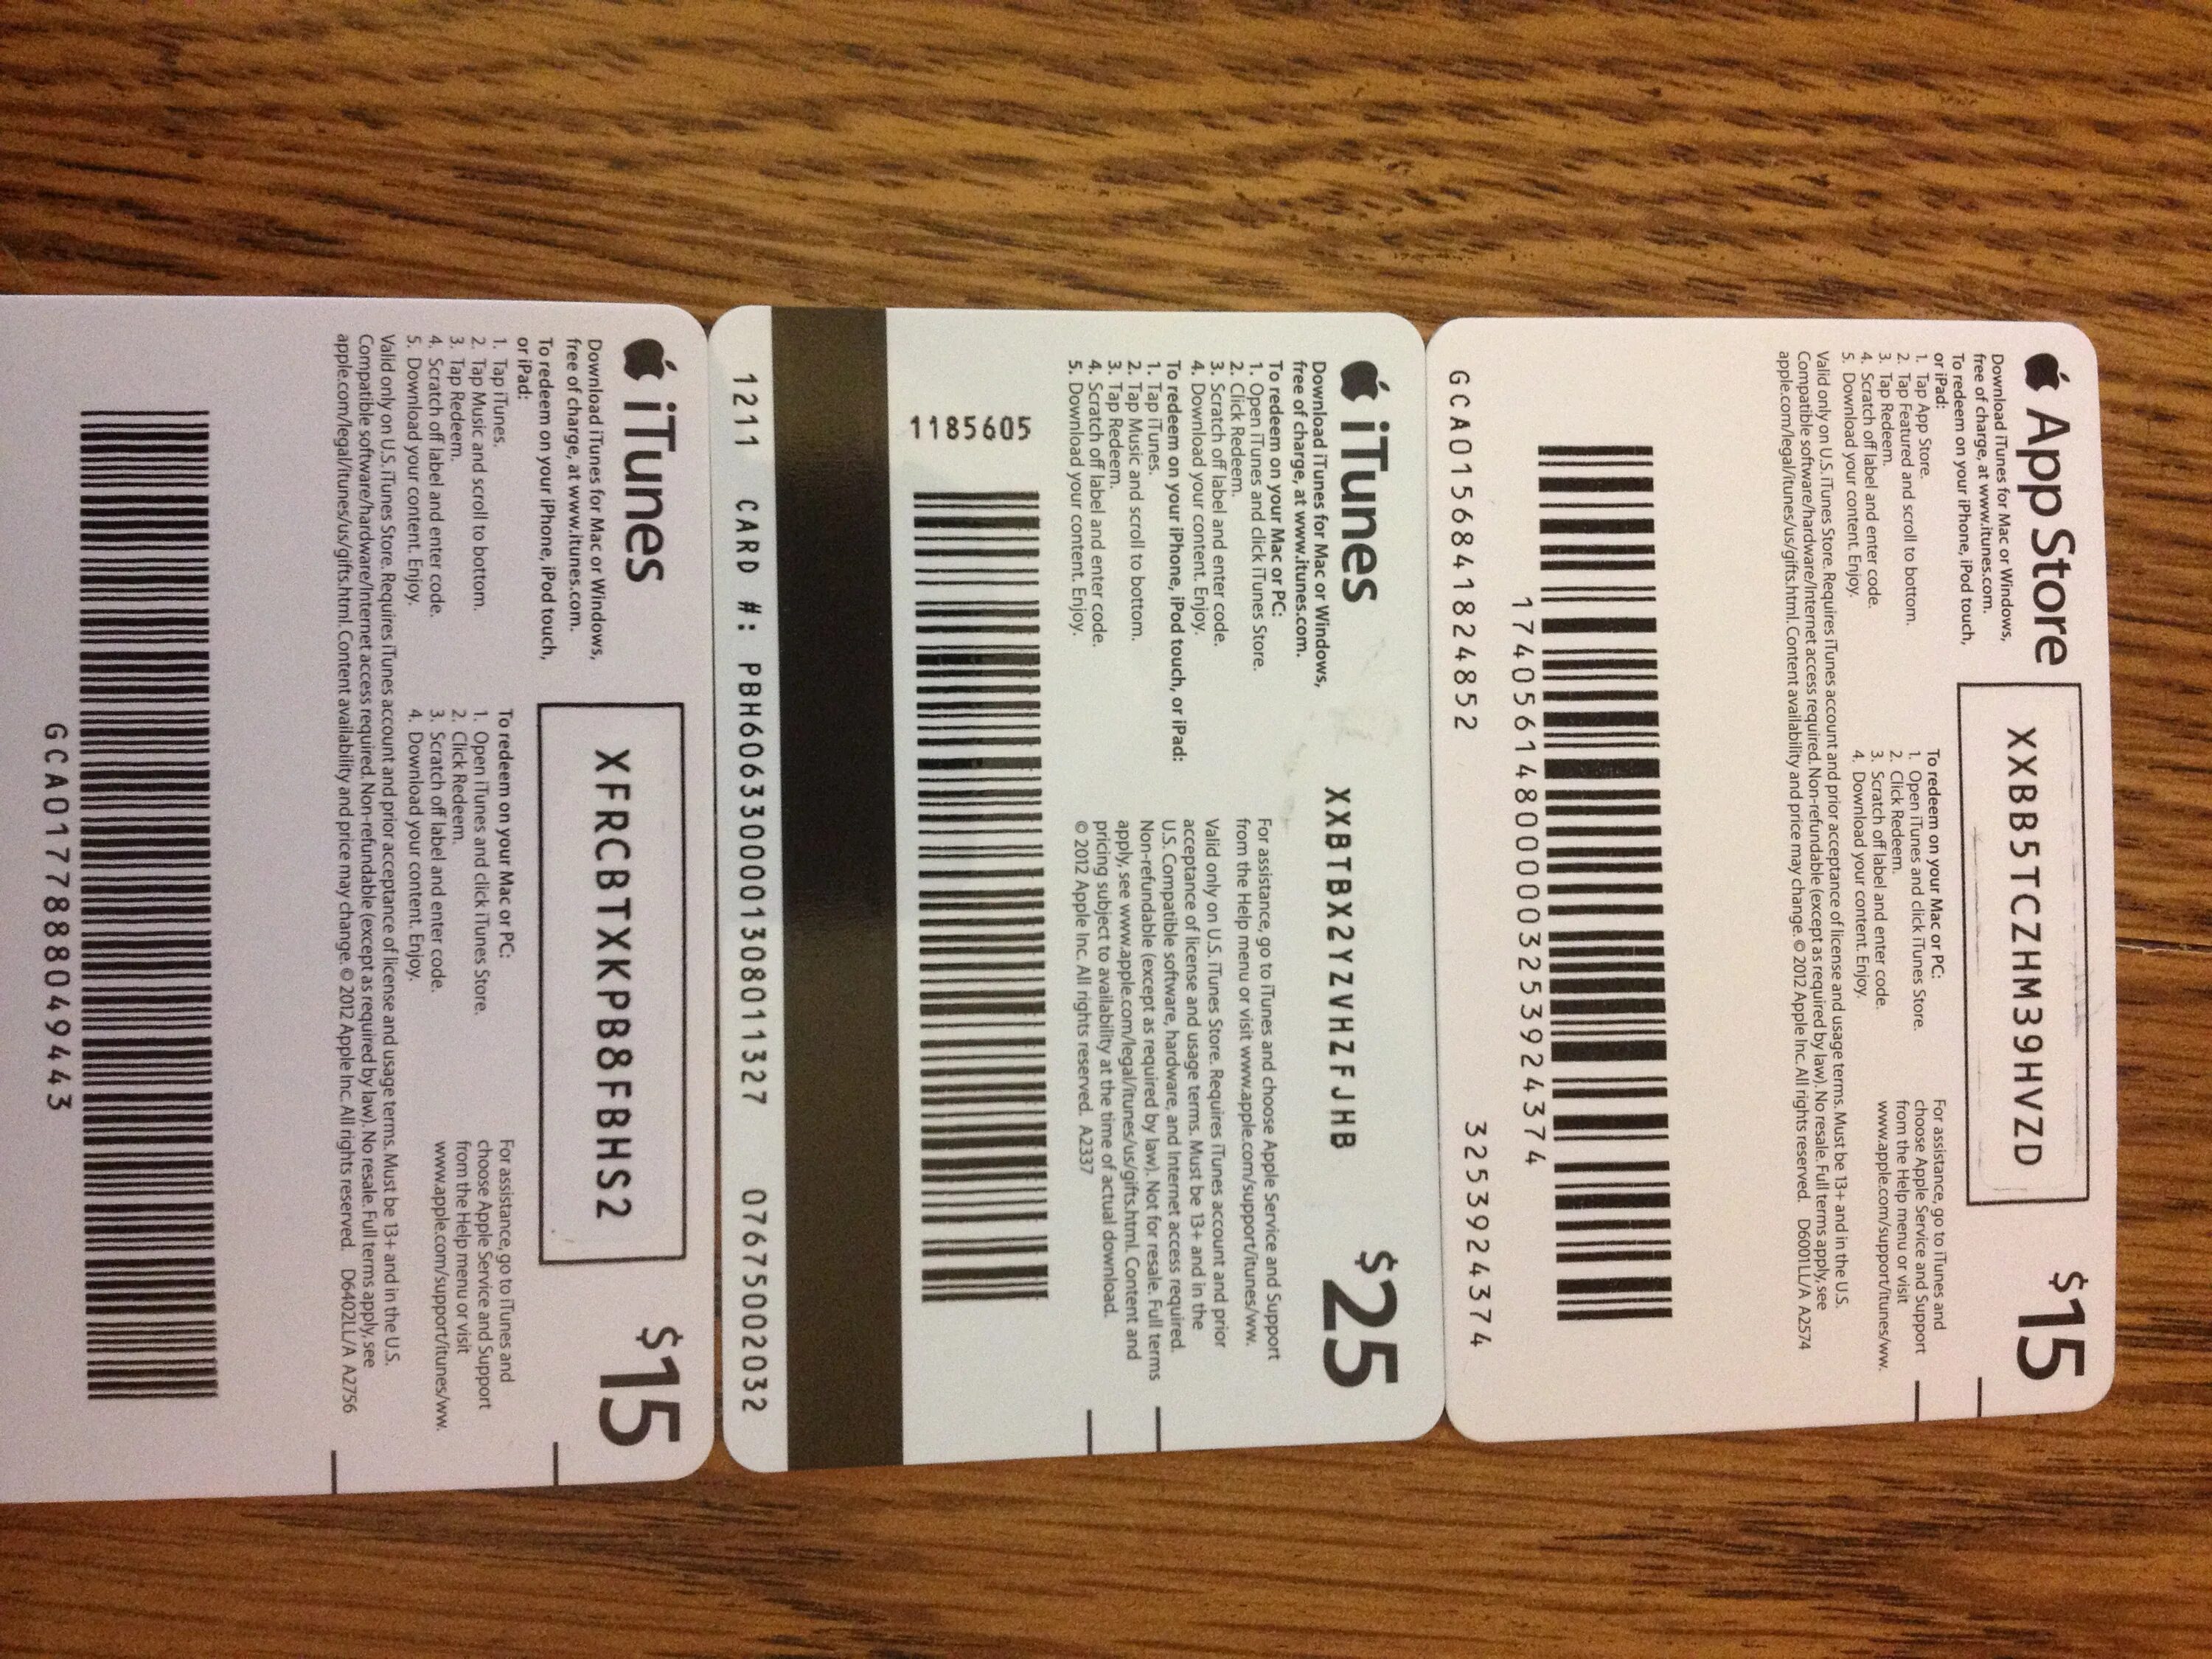 App Store
$15
XXBB5TCZHM39HVZD
Download iTunes for Mac or Windows,
free of charge, at www.itunes.com.
To redeem on your iPhone, iPod touch,
or iPad:
1. Tap App Store.
2. Tap Featured and scroll to bottom.
3. Tap Redeem.
4. Scratch off label and enter code.
5. Download your content. Enjoy.
To redeem on your Mac or PC:
1. Open iTunes and click iTunes Store.
2. Click Redeem.
3. Scratch off label and enter code.
4. Download your content. Enjoy.
For assistance, go to iTunes and
choose Apple Service and Support
from the Help menu or visit
www.apple.com/support/itunes/ww.
Valid only on U.S. iTunes Store. Requires iTunes account and prior acceptance of license and usage terms. Must be 13+ and in the U.S.
Compatible software/hardware/Internet access required. Non-refundable (except as required by law). No resale. Full terms apply, see
apple.com/legal/itunes/us/gifts.html. Content availability and price may change. © 2012 Apple Inc. All rights reserved. D6001LL/A A2574
17405614800000325392 4374
GCA0156841824852
3253924374
iTunes
$25
XXBTBX2YZVHZFJHB
Download iTunes for Mac or Windows,
free of charge, at www.itunes.com.
To redeem on your Mac or PC:
1. Open iTunes and click iTunes Store.
2. Click Redeem.
3. Scratch off label and enter code.
4. Download your content. Enjoy.
To redeem on your iPhone, iPod touch, or iPad:
1. Tap iTunes.
2. Tap Music and scroll to bottom.
3. Tap Redeem.
4. Scratch off label and enter code.
5. Download your content. Enjoy.
For assistance, go to iTunes and choose Apple Service and Support
from the Help menu or visit www.apple.com/support/itunes/ww.
Valid only on U.S. iTunes Store. Requires iTunes account and prior
acceptance of license and usage terms. Must be 13+ and in the
U.S. Compatible software, hardware, and Internet access required.
Non-refundable (except as required by law). Not for resale. Full terms
apply, see www.apple.com/legal/itunes/us/gifts.html. Content and
pricing subject to availability at the time of actual download.
© 2012 Apple Inc. All rights reserved. A2337
1185605
1211 CARD #: PBH6063300001308011327 07675002032
iTunes
$15
XFRCBTXKPB8FBHS2
Download iTunes for Mac or Windows,
free of charge, at www.itunes.com.
To redeem on your iPhone, iPod touch,
or iPad:
1. Tap iTunes.
2. Tap Music and scroll to bottom.
3. Tap Redeem.
4. Scratch off label and enter code.
5. Download your content. Enjoy.
To redeem on your Mac or PC:
1. Open iTunes and click iTunes Store.
2. Click Redeem.
3. Scratch off label and enter code.
4. Download your content. Enjoy.
For assistance, go to iTunes and
choose Apple Service and Support
from the Help menu or visit
www.apple.com/support/itunes/ww.
Valid only on U.S. iTunes Store. Requires iTunes account and prior acceptance of license and usage terms. Must be 13+ and in the U.S.
Compatible software/hardware/Internet access required. Non-refundable (except as required by law). No resale. Full terms apply, see
apple.com/legal/itunes/us/gifts.html. Content availability and price may change. © 2012 Apple Inc. All rights reserved. D6402LL/A A2756
GCA0177888049443